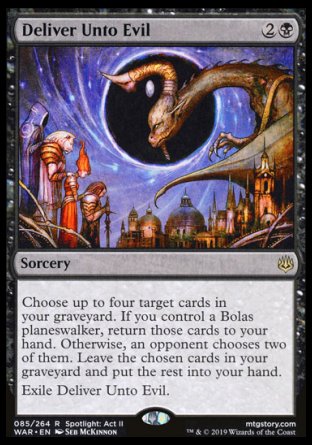 Deliver Unto Evil 2
Sorcery
Choose up to four target cards in
your graveyard. If you control a Bolas
planeswalker, return those cards to your
hand. Otherwise, an opponent chooses two
of them. Leave the chosen cards in your
graveyard and put the rest into your hand.
Exile Deliver Unto Evil.
085/264 R Spotlight: Act II mtgstory.com
WAR • EN Seb McKinnon ™ & © 2019 Wizards of the Coast